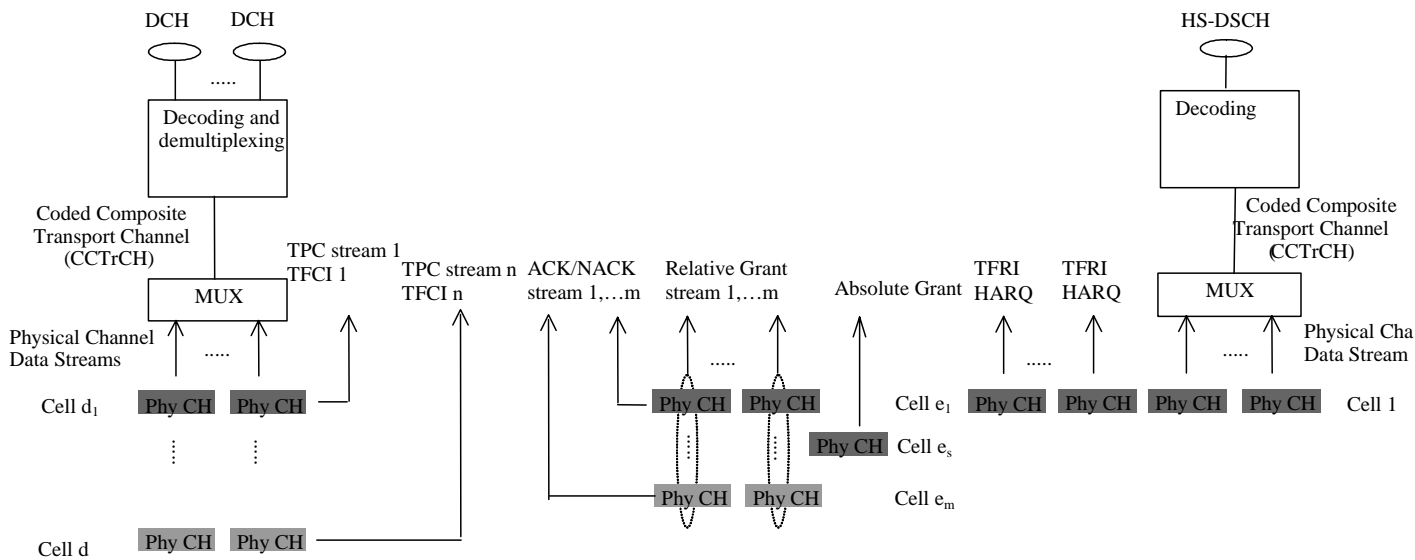 DCH DCH
HS-DSCH
Decoding and
demultiplexing
.....
Decoding
Coded Composite
Transport Channel
(CCTrCH)
Coded Composite
Transport Channel
(CCTrCH)
TPC stream 1
TFCI 1
TPC stream n
TFCI n
ACK/NACK
stream 1,…m
Relative Grant
stream 1,…m
Absolute Grant
TFRI
HARQ
TFRI
HARQ
MUX
MUX
Physical Channel
Data Streams
.....
.....
.....
.....
Physical Cha
Data Stream
Cell d1 Phy CH Phy CH
Phy CH Phy CH Cell e1
Phy CH Phy CH Phy CH Phy CH Cell 1
Phy CH Cell es
Phy CH Phy CH Cell em
Cell d Phy CH Phy CH